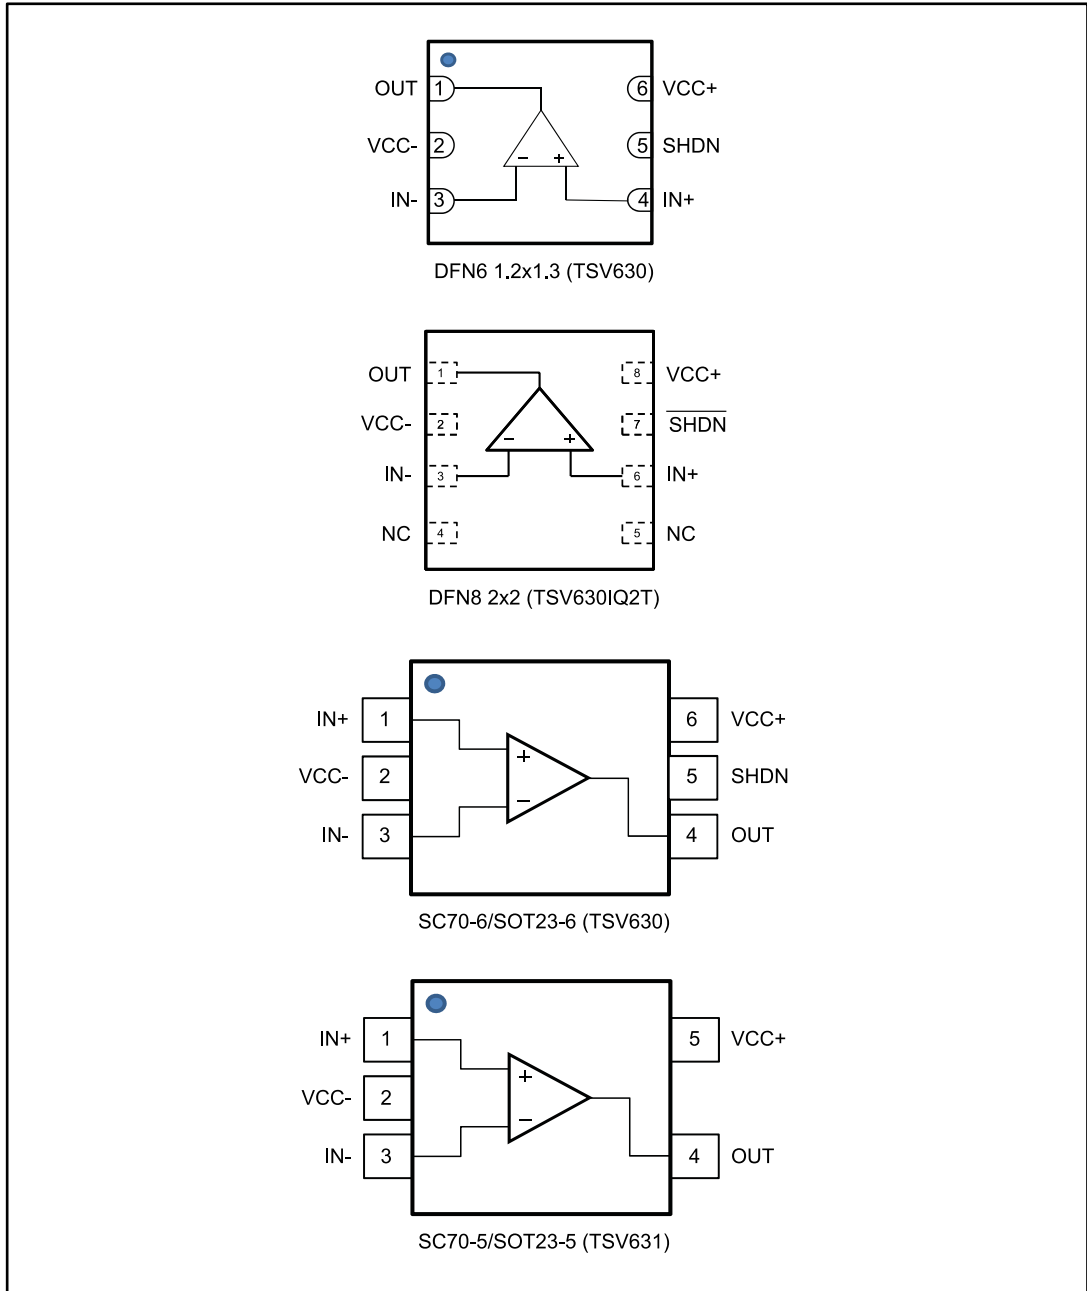 OUT 1 6 VCC+
VCC- 2 5 SHDN
IN- 3 - + 4 IN+
DFN6 1.2x1.3 (TSV630)
OUT 1 8 VCC+
VCC- 2 7 SHDN
- +
IN- 3 6 IN+
NC 4 5 NC
DFN8 2x2 (TSV630IQ2T)
IN+ 1 6 VCC+
+
VCC- 2 5 SHDN
−
IN- 3 4 OUT
SC70-6/SOT23-6 (TSV630)
IN+ 1 5 VCC+
+
VCC- 2
−
IN- 3 4 OUT
SC70-5/SOT23-5 (TSV631)